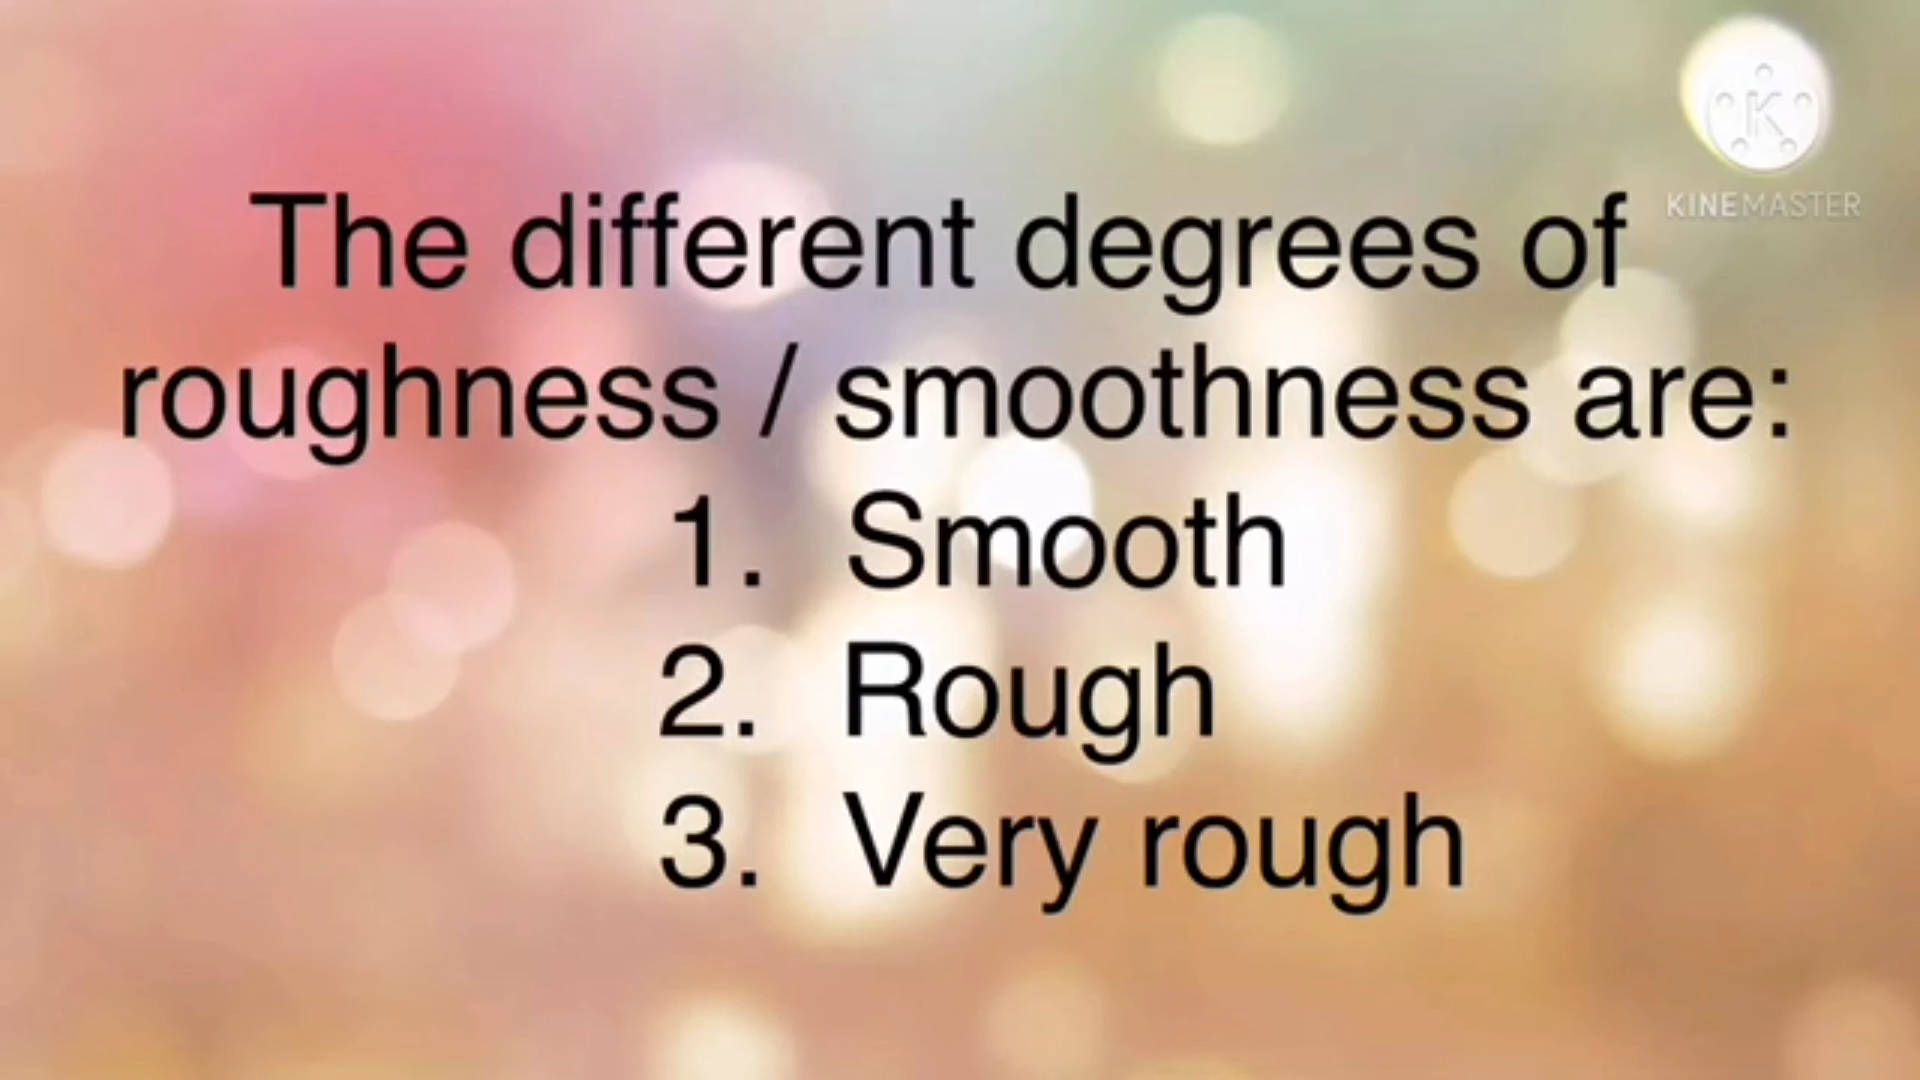 KINEMASTER
The different degrees of
roughness / smoothness are:
1. Smooth
2. Rough
3. Very rough